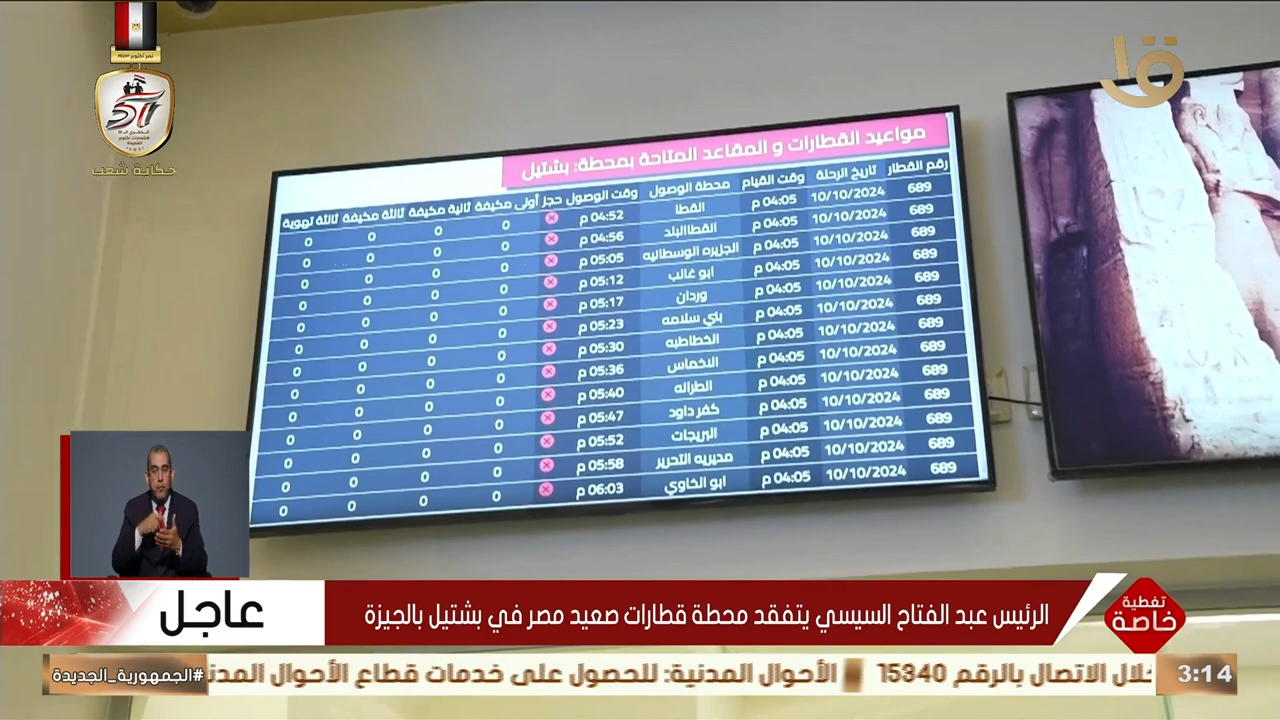 نصر أكتوبر ١٩٧٣
حكاية شعب
مواعيد القطارات و المقاعد المتاحة بمحطة: بشتيل
رقم القطار تاريخ الرحلة وقت القيام محطة الوصول وقت الوصول حجز أولى مكيفة ثانية مكيفة ثالثة مكيفة ثالثة تهوية
689 10/10/2024 04:05 م القطا 04:52 م 0 0 0 0
689 10/10/2024 04:05 م القطاالبلد 04:56 م 0 0 0 0
689 10/10/2024 04:05 م الجزيره الوسطانيه 05:05 م 0 0 0 0
689 10/10/2024 04:05 م ابو غالب 05:12 م 0 0 0 0
689 10/10/2024 04:05 م وردان 05:17 م 0 0 0 0
689 10/10/2024 04:05 م بني سلامه 05:23 م 0 0 0 0
689 10/10/2024 04:05 م الخطاطبه 05:30 م 0 0 0 0
689 10/10/2024 04:05 م الاخماس 05:36 م 0 0 0 0
689 10/10/2024 04:05 م الطرانه 05:40 م 0 0 0 0
689 10/10/2024 04:05 م كفر داود 05:47 م 0 0 0 0
689 10/10/2024 04:05 م البريجات 05:52 م 0 0 0 0
689 10/10/2024 04:05 م مديريه التحرير 05:58 م 0 0 0 0
689 10/10/2024 04:05 م ابو الخاوي 06:03 م 0 0 0 0
تغطية
خاصة
الرئيس عبد الفتاح السيسي يتفقد محطة قطارات صعيد مصر في بشتيل بالجيزة
عاجل
3:14 خلال الاتصال بالرقم 15340 الأحوال المدنية: للحصول على خدمات قطاع الأحوال المدن #الجمهورية_الجديدة